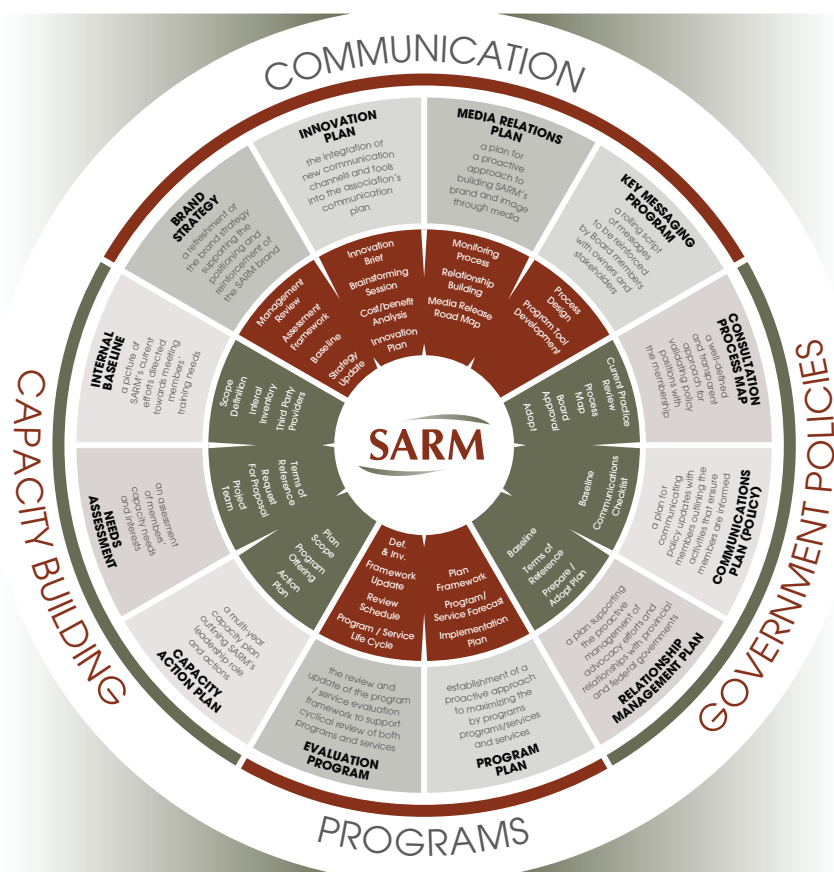 COMMUNICATION
BRAND
STRATEGY
a refreshment of
the brand strategy
supporting the
positioning and
reinforcement of
the SARM brand
INNOVATION
PLAN
the integration of
new communication
channels and tools
into the association's
communication
plan
MEDIA RELATIONS
PLAN
a plan for
a proactive
approach to
building SARM's
brand and image
through media
KEY MESSAGING
PROGRAM
a rolling script
of messages
to be reinforced
by Board members
with owners and
stakeholders
Management
Review
Assessment
Framework
Baseline
Strategy
Update
Innovation
Brief
Brainstorming
Session
Cost/benefit
Analysis
Innovation
Plan
Monitoring
Process
Relationship
Building
Media Release
Road Map
Process
Design
Program Tool
Development
GOVERNMENT POLICIES
CONSULTATION
PROCESS MAP
a well-defined
and transparent
approach for
validating policy
positions with
the membership
COMMUNICATIONS
PLAN (POLICY)
a plan for
communicating
policy updates with
members outlining the
activities that ensure
members are informed
RELATIONSHIP
MANAGEMENT PLAN
a plan supporting
the proactive
management of
advocacy efforts and
relationships with provincial
and federal governments
Current Practice
Review
Process
Map
Board
Approval
Adopt
Baseline
Communications
Checklist
Baseline
Terms of
Reference
Prepare /
Adopt Plan
PROGRAMS
establishment of a
proactive approach
to maximizing the
by programs
programs/services
and services
PROGRAM
PLAN
the review and
update of the program
/ service evaluation
framework to support
cyclical review of both
programs and services
EVALUATION
PROGRAM
Plan
Framework
Program/
Service Forecast
Implementation
Plan
Def.
& Inv.
Framework
Update
Review
Schedule
Program / Service
Life Cycle
CAPACITY BUILDING
a multi-year
capacity plan
outlining SARM's
leadership role
and actions
CAPACITY
ACTION PLAN
NEEDS
ASSESSMENT
an assessment
of members'
capacity needs
and interests
INTERNAL
BASELINE
a picture of
SARM's current
efforts directed
towards meeting
members'
training needs
Plan
Scope
Program
Offering
Action
Plan
Terms of
Reference
Request
For Proposal
Project
Team
Scope
Definition
Interal
Inventory
Third Party
Providers
SARM